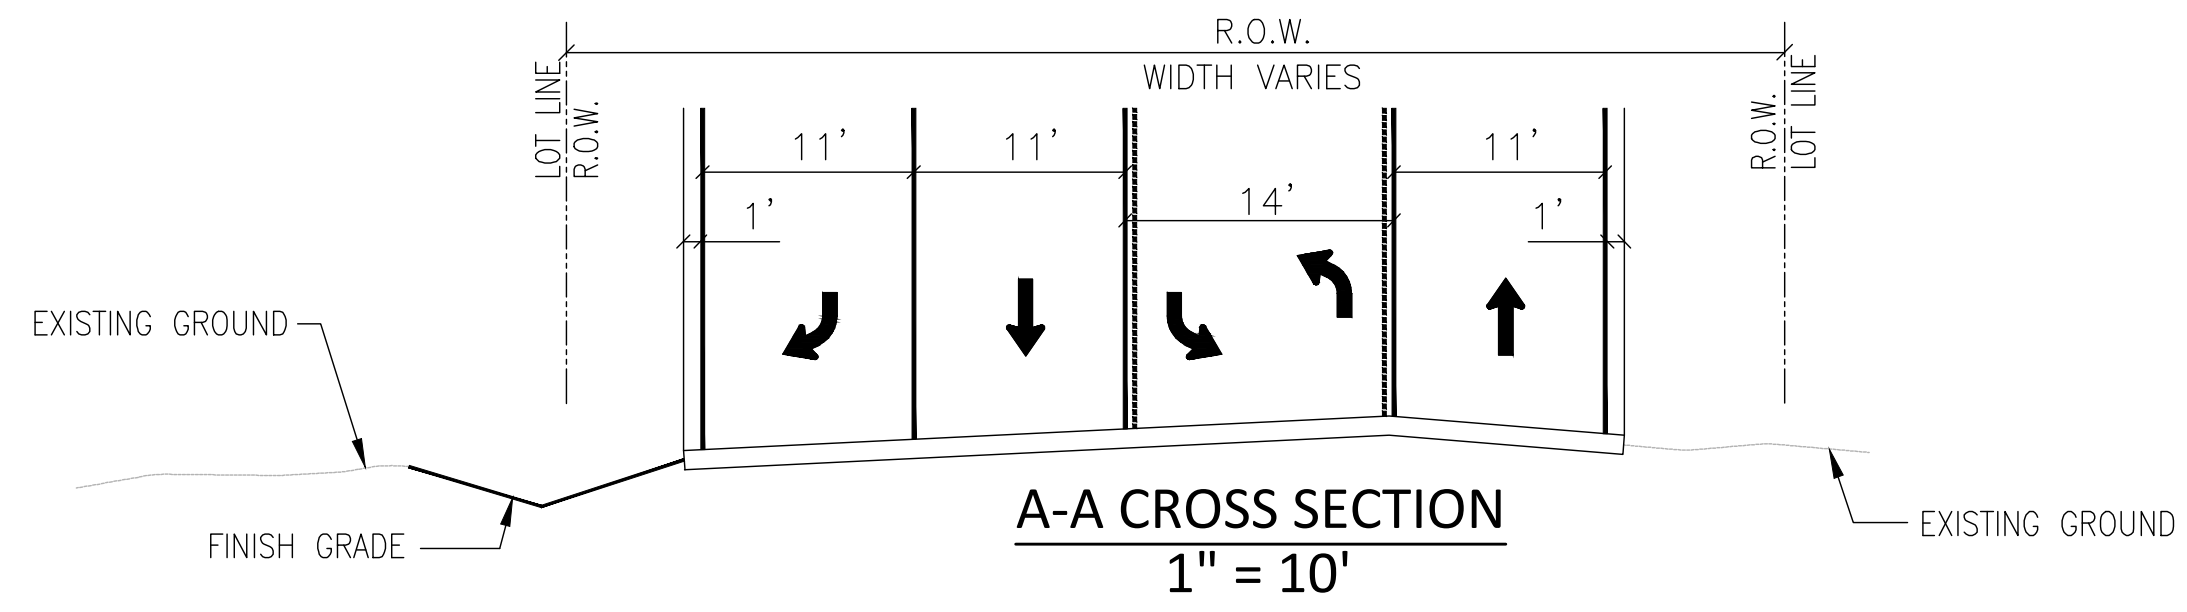 R.O.W.
WIDTH VARIES
LOT LINE
R.O.W.
R.O.W.
LOT LINE
11'
11'
11'
14'
1'
1'
EXISTING GROUND
FINISH GRADE
EXISTING GROUND
A-A CROSS SECTION
1" = 10'